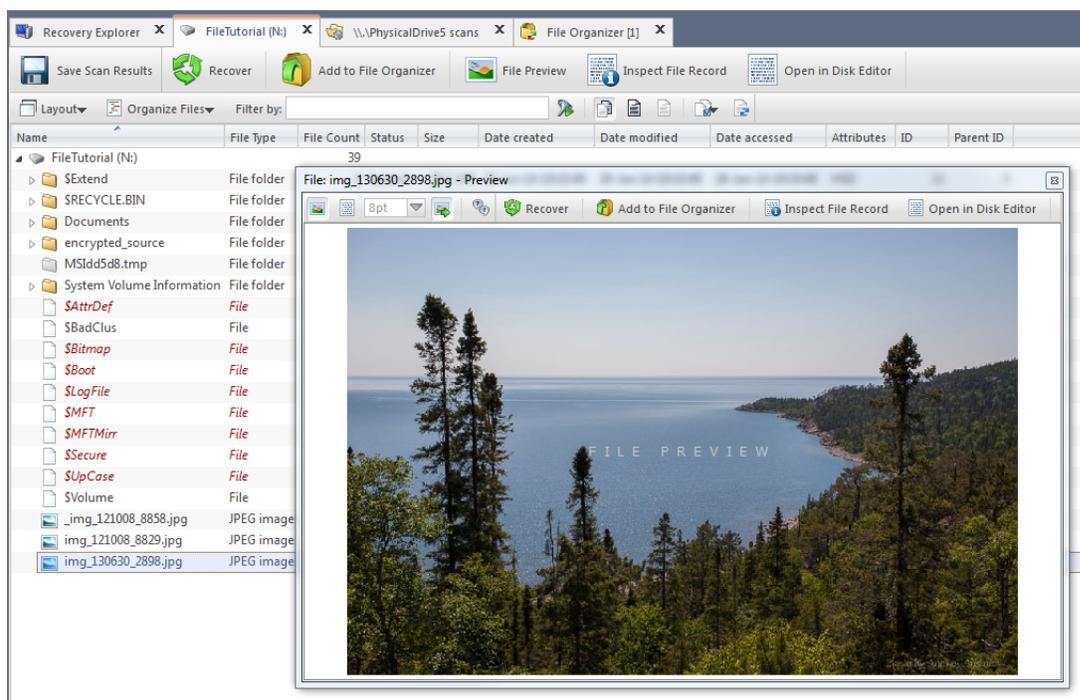 Recovery Explorer X FileTutorial (N:) X \\.\PhysicalDrive5 scans X File Organizer [1] X
Save Scan Results Recover Add to File Organizer File Preview Inspect File Record Open in Disk Editor
Layout Organize Files Filter by:
Name File Type File Count Status Size Date created Date modified Date accessed Attributes ID Parent ID
FileTutorial (N:) 39
$Extend File folder
$RECYCLE.BIN File folder
Documents File folder
encrypted_source File folder
MSIdd5d8.tmp File folder
System Volume Information File folder
$AttrDef File
$BadClus File
$Bitmap File
$Boot File
$LogFile File
$MFT File
$MFTMirr File
$Secure File
$UpCase File
$Volume File
_img_121008_8858.jpg JPEG image
img_121008_8829.jpg JPEG image
img_130630_2898.jpg JPEG image
File: img_130630_2898.jpg - Preview
8pt Recover Add to File Organizer Inspect File Record Open in Disk Editor
FILE PREVIEW